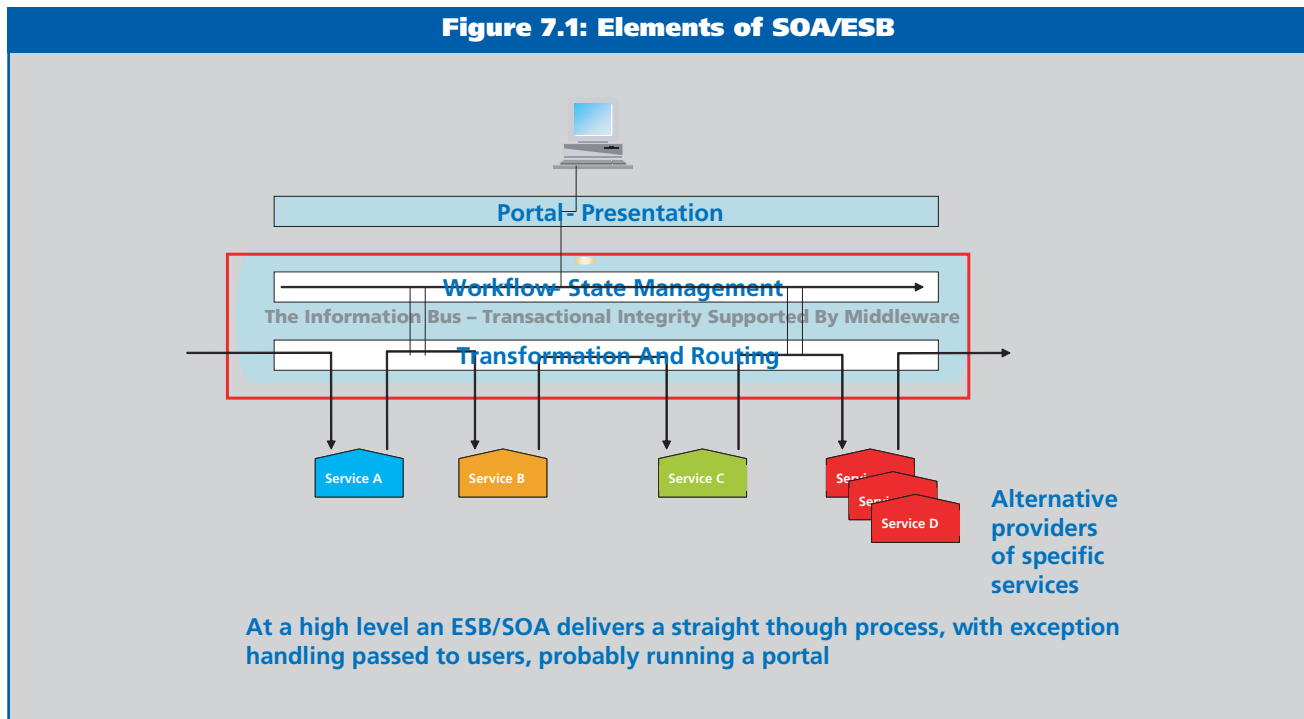 Figure 7.1: Elements of SOA/ESB
Portal- Presentation
Workflow- State Management
The Information Bus – Transactional Integrity Supported By Middleware
Transformation And Routing
Service A
Service B
Service C
Service D
Alternative
providers
of specific
services
At a high level an ESB/SOA delivers a straight though process, with exception
handling passed to users, probably running a portal